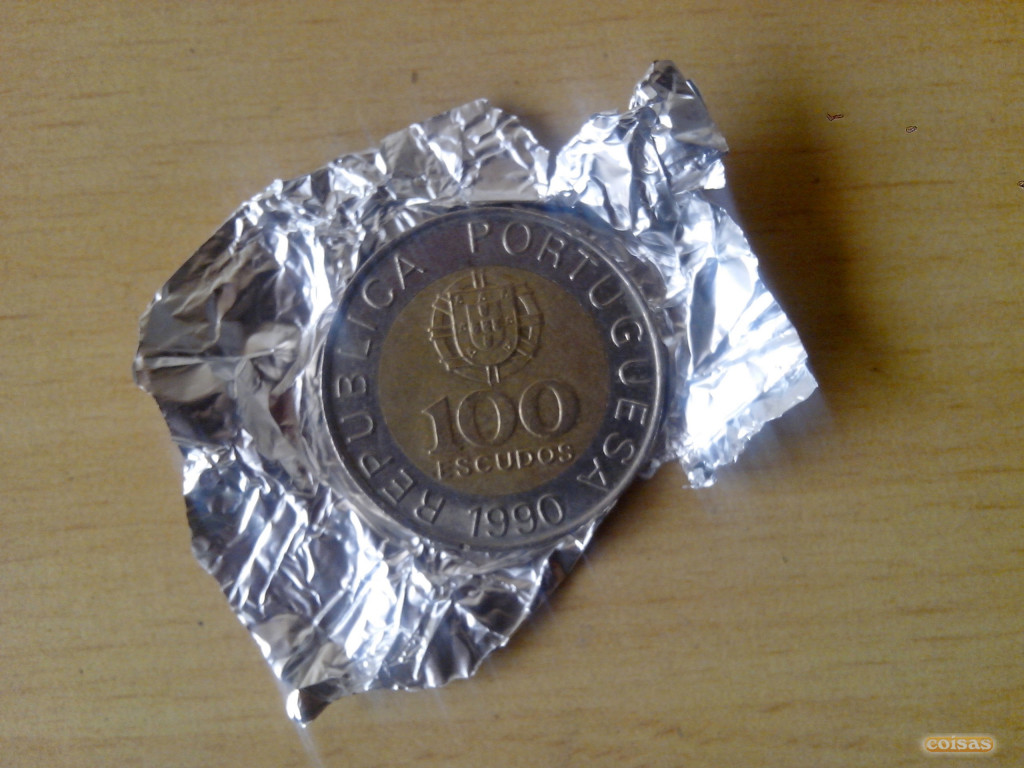 REPUBLICA PORTUGUESA
100
ESCUDOS
1990
coisas